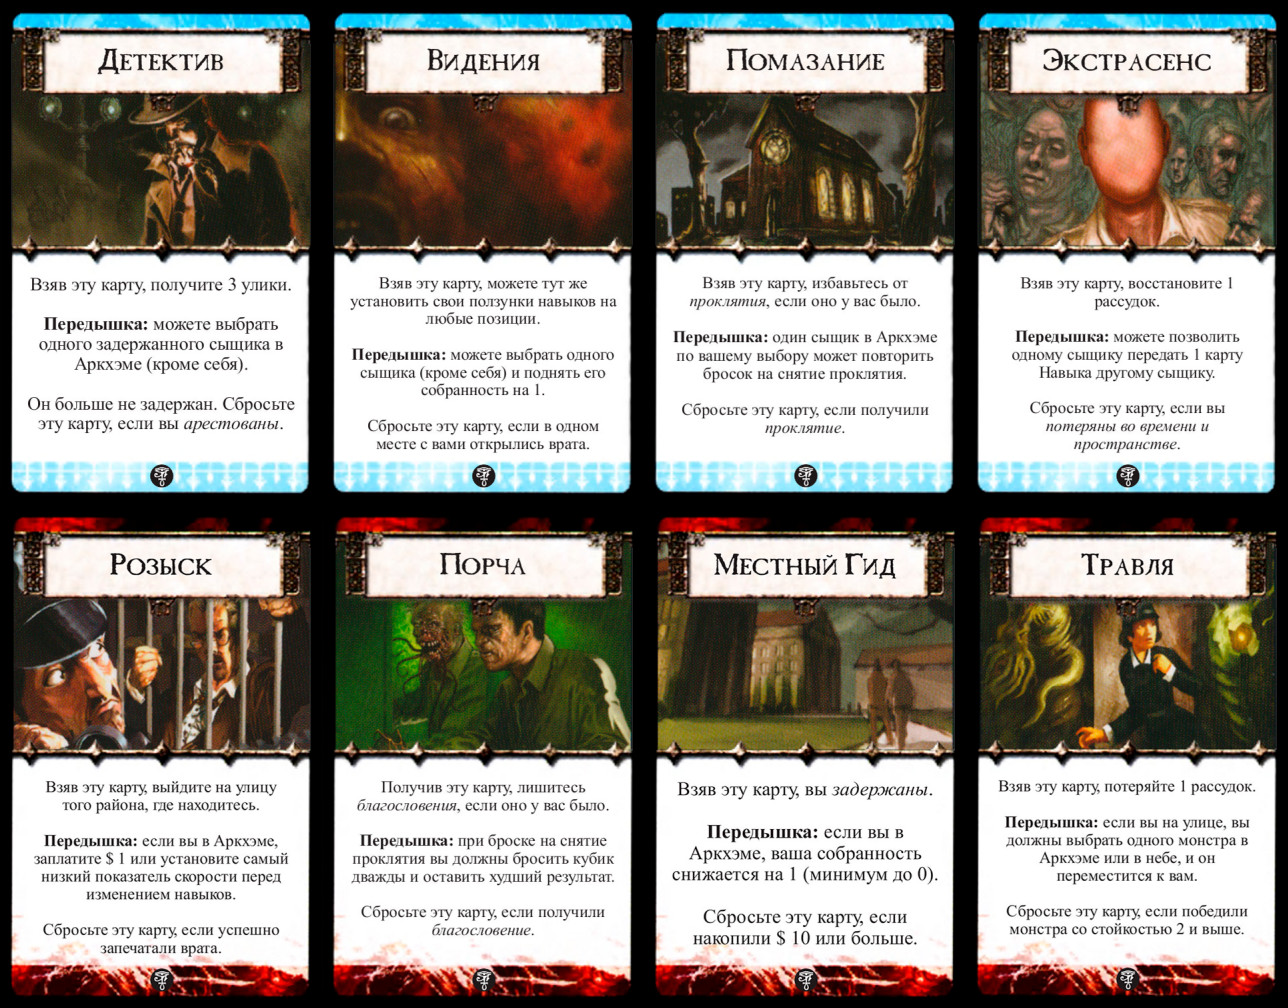 Детектив
Взяв эту карту, получите 3 улики.
Передышка: можете выбрать
одного задержанного сыщика в
Аркхэме (кроме себя).
Он больше не задержан. Сбросьте
эту карту, если вы арестованы.
Видения
Взяв эту карту, можете тут же
установить свои ползунки навыков на
любые позиции.
Передышка: можете выбрать одного
сыщика (кроме себя) и поднять его
собранность на 1.
Сбросьте эту карту, если в одном
месте с вами открылись врата.
Помазание
Взяв эту карту, избавьтесь от
проклятия, если оно у вас было.
Передышка: один сыщик в Аркхэме
по вашему выбору может повторить
бросок на снятие проклятия.
Сбросьте эту карту, если получили
проклятие.
Экстрасенс
Взяв эту карту, восстановите 1
рассудок.
Передышка: можете позволить
одному сыщику передать 1 карту
Навыка другому сыщику.
Сбросьте эту карту, если вы
потеряны во времени и
пространстве.
Розыск
Взяв эту карту, выйдите на улицу
того района, где находитесь.
Передышка: если вы в Аркхэме,
заплатите $ 1 или установите самый
низкий показатель скорости перед
изменением навыков.
Сбросьте эту карту, если успешно
запечатали врата.
Порча
Получив эту карту, лишитесь
благословения, если оно у вас было.
Передышка: при броске на снятие
проклятия вы должны бросить кубик
дважды и оставить худший результат.
Сбросьте эту карту, если получили
благословение.
Местный Гид
Взяв эту карту, вы задержаны.
Передышка: если вы в
Аркхэме, ваша собранность
снижается на 1 (минимум до 0).
Сбросьте эту карту, если
накопили $ 10 или больше.
Травля
Взяв эту карту, потеряйте 1 рассудок.
Передышка: если вы на улице, вы
должны выбрать одного монстра в
Аркхэме или в небе, и он
переместится к вам.
Сбросьте эту карту, если победили
монстра со стойкостью 2 и выше.